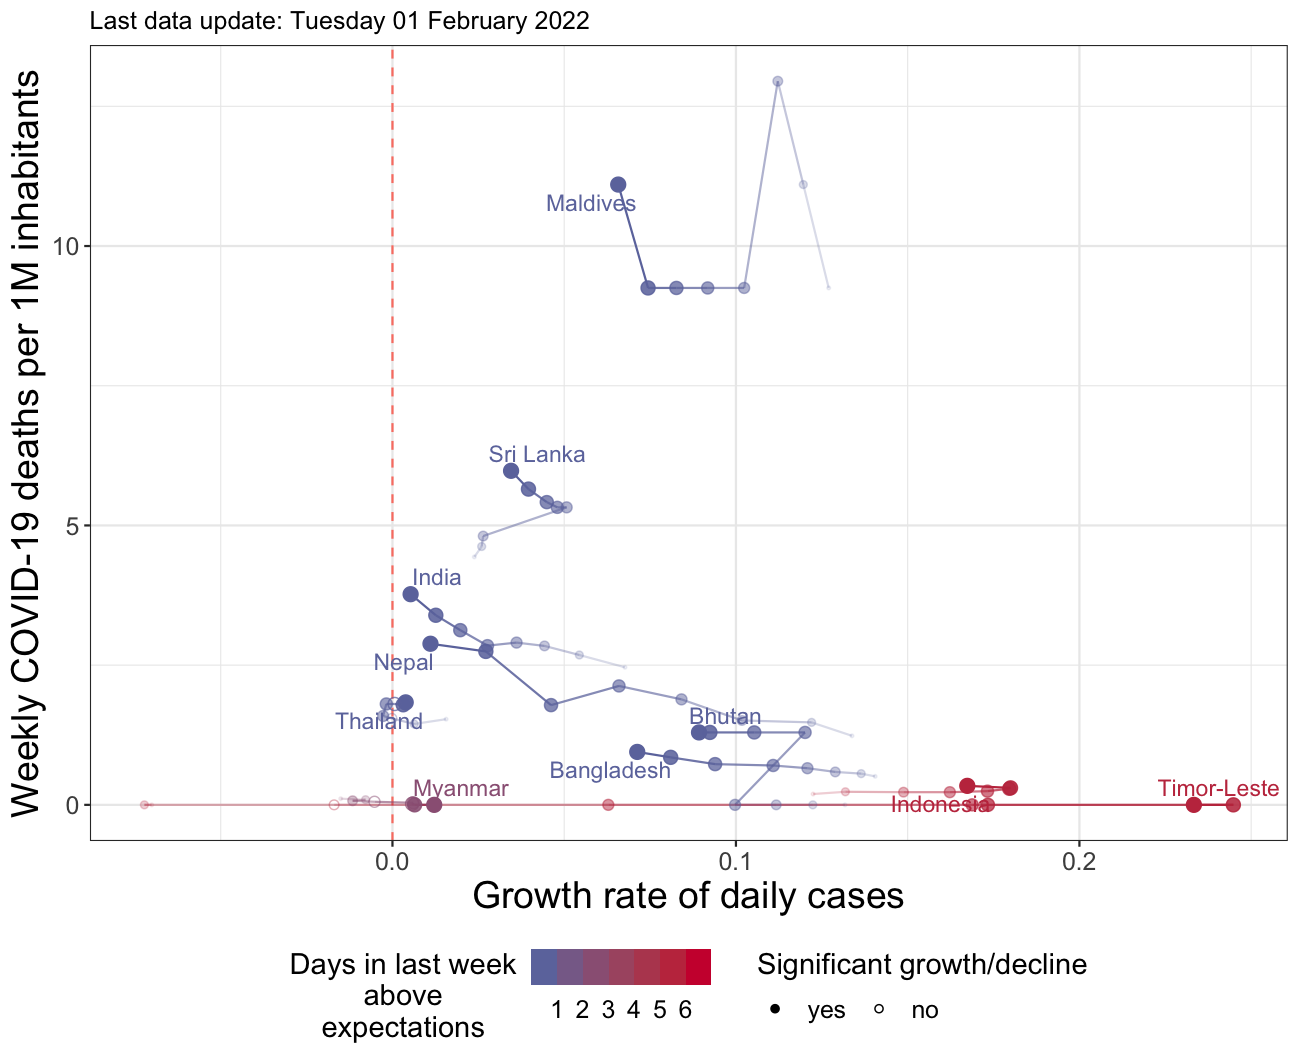 Last data update: Tuesday 01 February 2022
Weekly COVID-19 deaths per 1M inhabitants
10
5
0
Maldives
Sri Lanka
India
Nepal
Thailand
Bhutan
Bangladesh
Myanmar
Timor-Leste
Indonesia
0.0
0.1
0.2
Growth rate of daily cases
Days in last week
above
expectations
1 2 3 4 5 6
Significant growth/decline
yes no